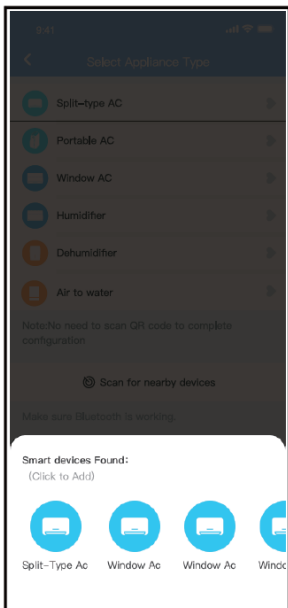 9:41
Select Appliance Type
Split-type AC
Portable AC
Window AC
Humidifier
Dehumidifier
Air to water
Note:No need to scan QR code to complete
configuration
Scan for nearby devices
Make sure Bluetooth is working.
Smart devices Found:
(Click to Add)
Split-Type Ac Window Ac Window Ac Windo